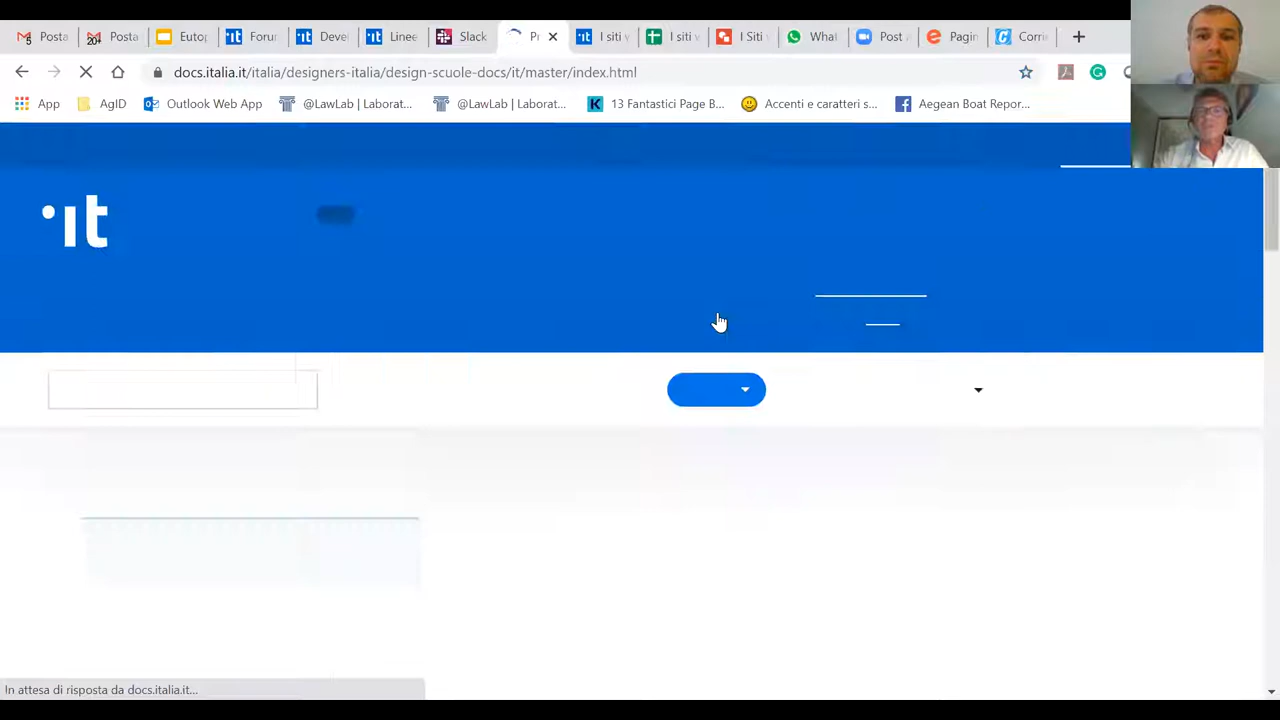 Posta
Posta
Eutop
Forur
Deve
Linee
Slack
Pr
I siti v
I siti v
I Siti v
What
Post A
Pagin
Corri
docs.italia.it/italia/designers-italia/design-scuole-docs/it/master/index.html
App
AgID
Outlook Web App
@LawLab | Laborat...
@LawLab | Laborat...
13 Fantastici Page B...
Accenti e caratteri s...
Aegean Boat Repor...
it
In attesa di risposta da docs.italia.it...